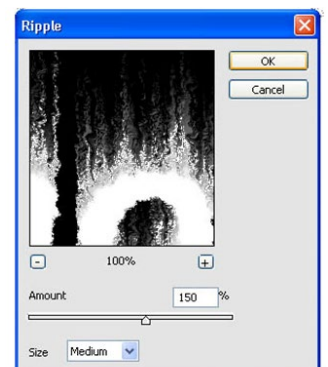 Ripple
OK
Cancel
- 100% +
Amount 150 %
Size Medium